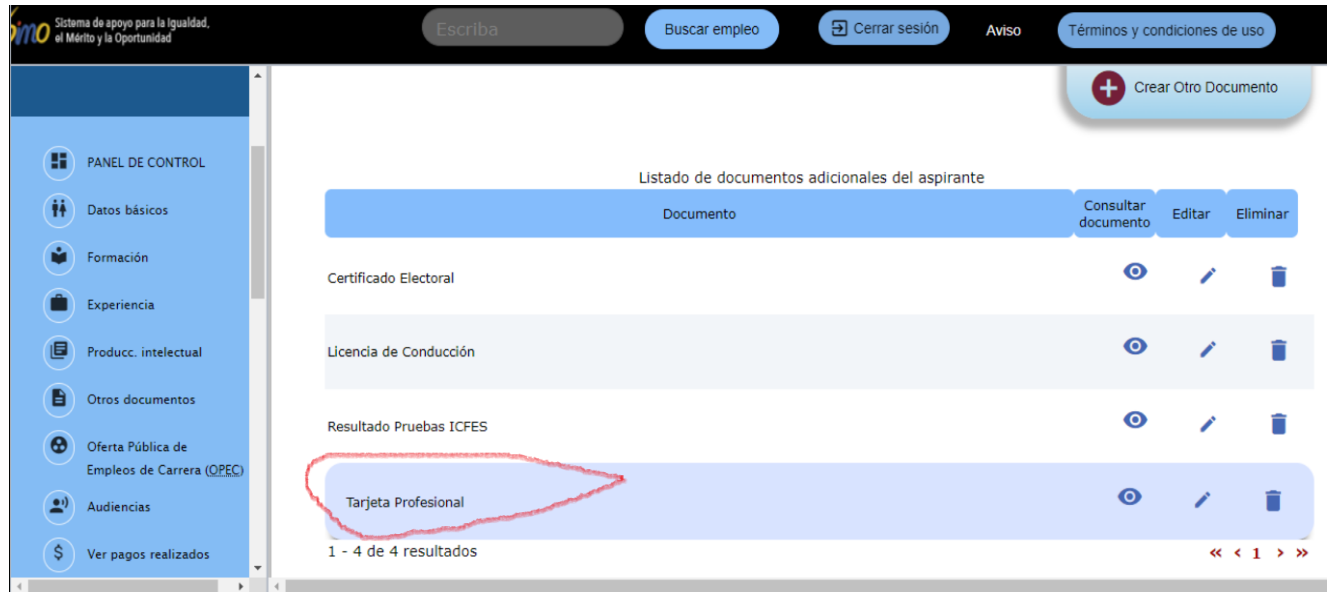 Simo Sistema de apoyo para la Igualdad,
el Mérito y la Oportunidad
Escriba
Buscar empleo
Cerrar sesión
Aviso
Términos y condiciones de uso
Crear Otro Documento
PANEL DE CONTROL
Datos básicos
Formación
Experiencia
Producc. intelectual
Otros documentos
Oferta Pública de
Empleos de Carrera (OPEC)
Audiencias
Ver pagos realizados
Listado de documentos adicionales del aspirante
Documento
Consultar
documento
Editar
Eliminar
Certificado Electoral
Licencia de Conducción
Resultado Pruebas ICFES
Tarjeta Profesional
1 - 4 de 4 resultados
« ‹ 1 › »